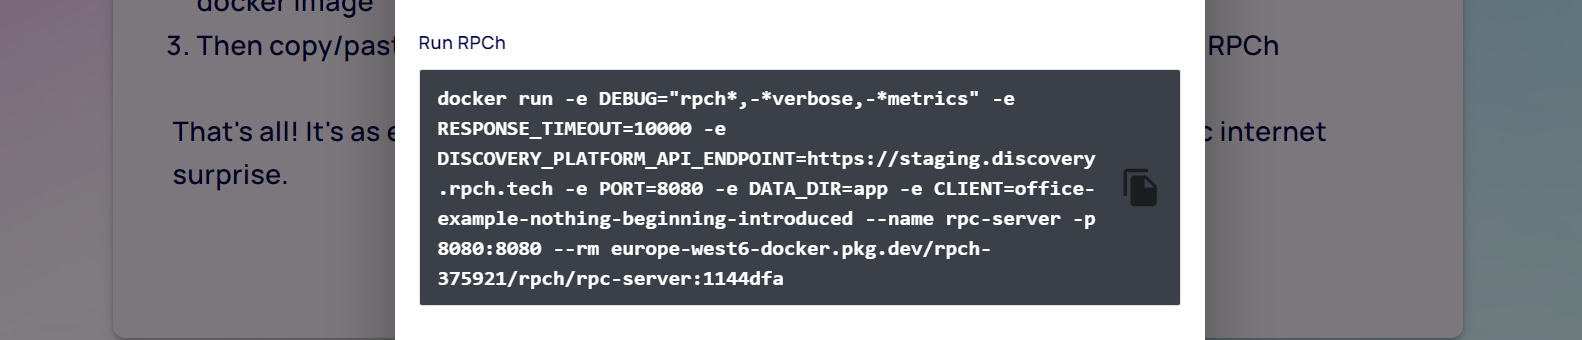 docker image
3. Then copy/past
RPCh
That's all! It's as e
c internet
surprise.
Run RPCh
docker run -e DEBUG="rpch*,-*verbose,-*metrics" -e
RESPONSE_TIMEOUT=10000 -e
DISCOVERY_PLATFORM_API_ENDPOINT=https://staging.discovery
.rpch.tech -e PORT=8080 -e DATA_DIR=app -e CLIENT=office-
example-nothing-beginning-introduced --name rpc-server -p
8080:8080 --rm europe-west6-docker.pkg.dev/rpch-
375921/rpch/rpc-server:1144dfa